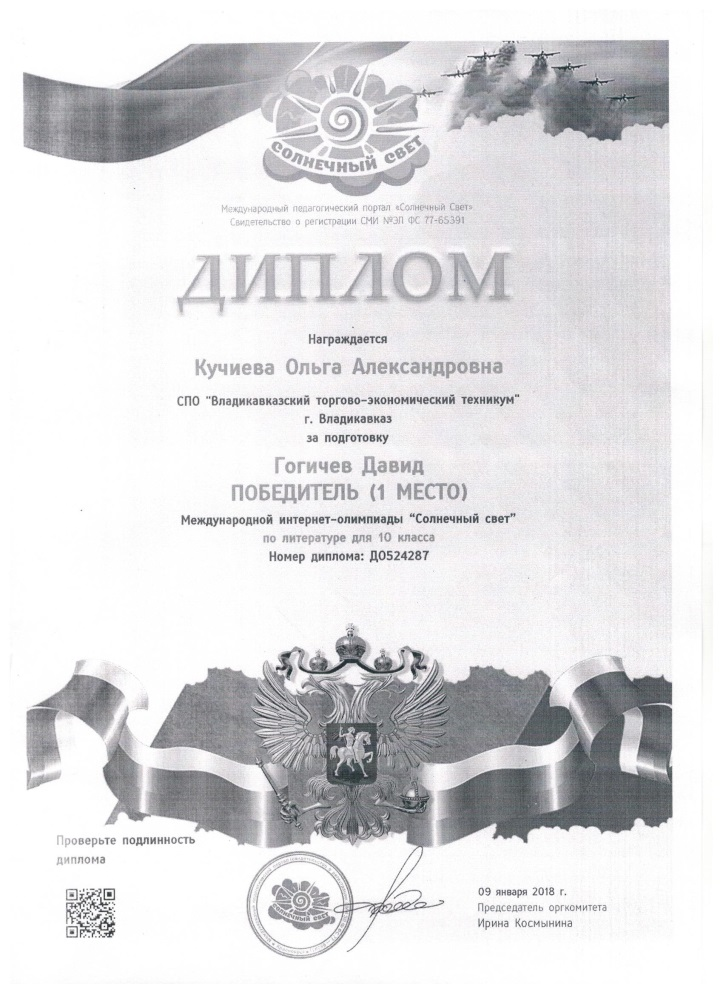 СОЛНЕЧНЫЙ СВЕТ
Международный педагогический портал «Солнечный Свет»
Свидетельство о регистрации СМИ №ЭЛ ФС 77-65391
ДИПЛОМ
Награждается
Кучиева Ольга Александровна
СПО "Владикавказский торгово-экономический техникум"
г. Владикавказ
за подготовку
Гогичев Давид
ПОБЕДИТЕЛЬ (1 МЕСТО)
Международной интернет-олимпиады "Солнечный свет"
по литературе для 10 класса
Номер диплома: ДО524287
Проверьте подлинность
диплома
СОЛНЕЧНЫЙ СВЕТ
09 января 2018 г.
Председатель оргкомитета
Ирина Космынина